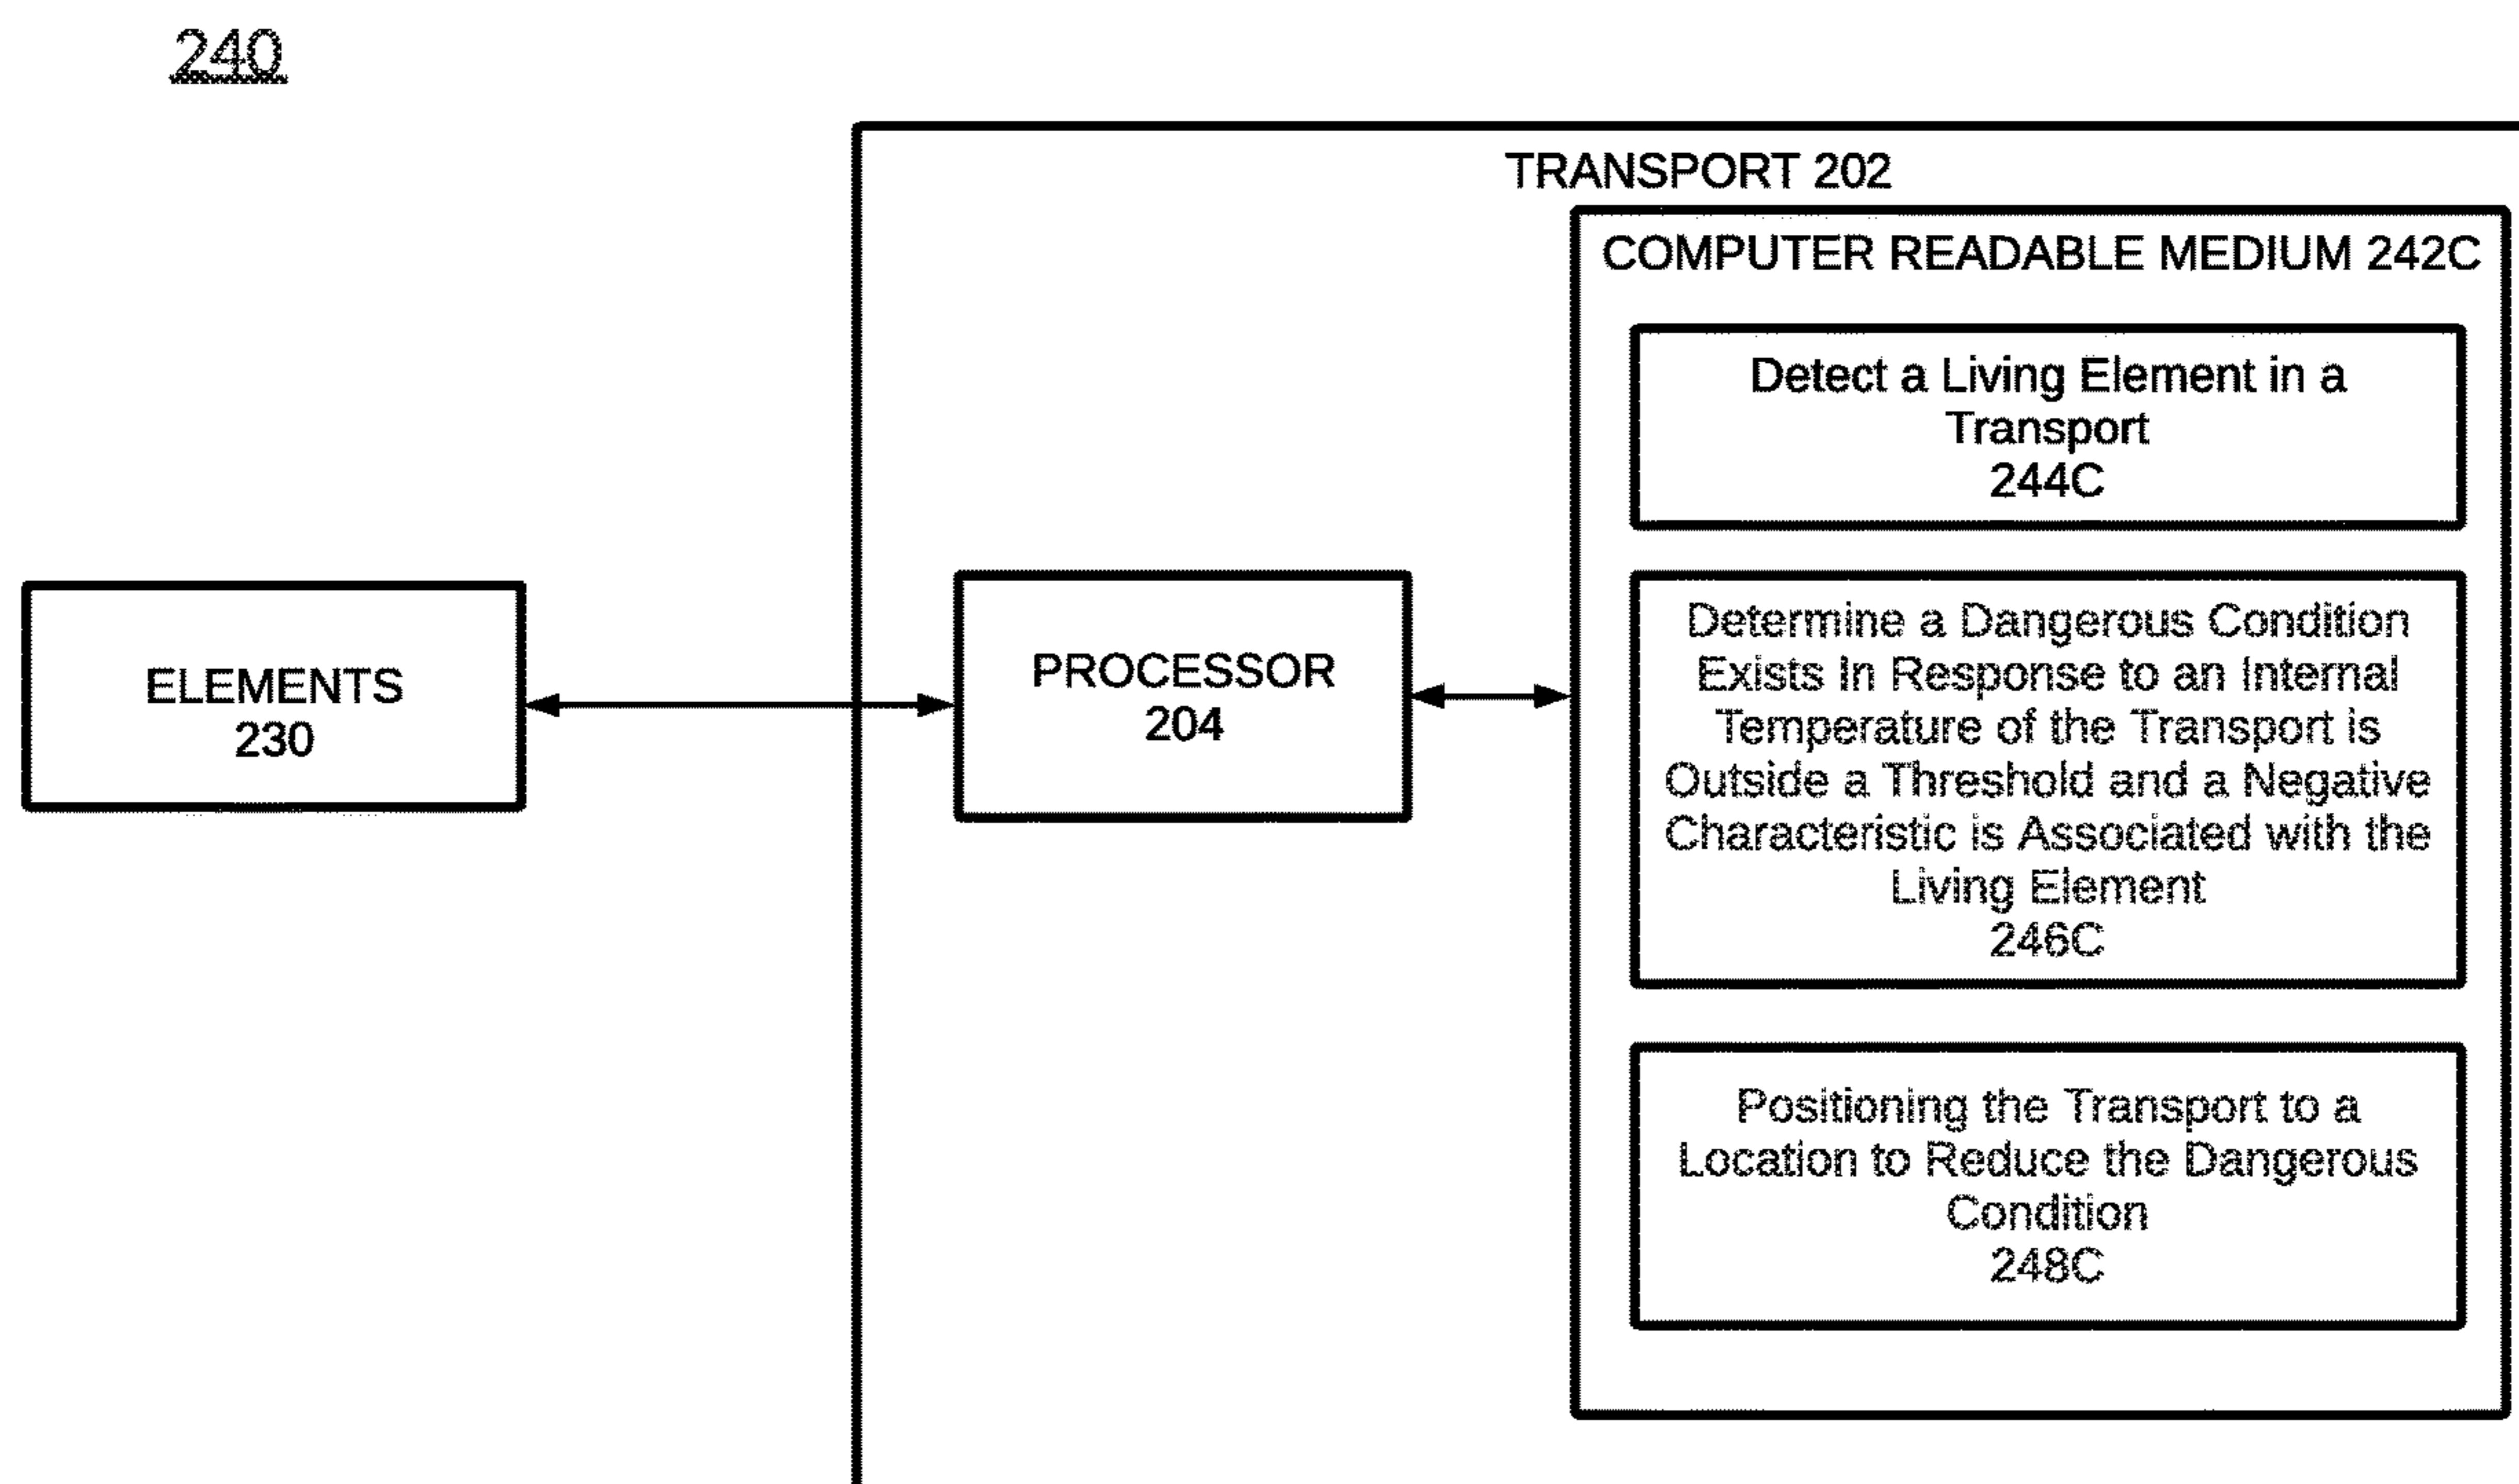 240
TRANSPORT 202
COMPUTER READABLE MEDIUM 242C
Detect a Living Element in a
Transport
244C
ELEMENTS
230
PROCESSOR
204
Determine a Dangerous Condition
Exists In Response to an Internal
Temperature of the Transport is
Outside a Threshold and a Negative
Characteristic is Associated with the
Living Element
246C
Positioning the Transport to a
Location to Reduce the Dangerous
Condition
248C